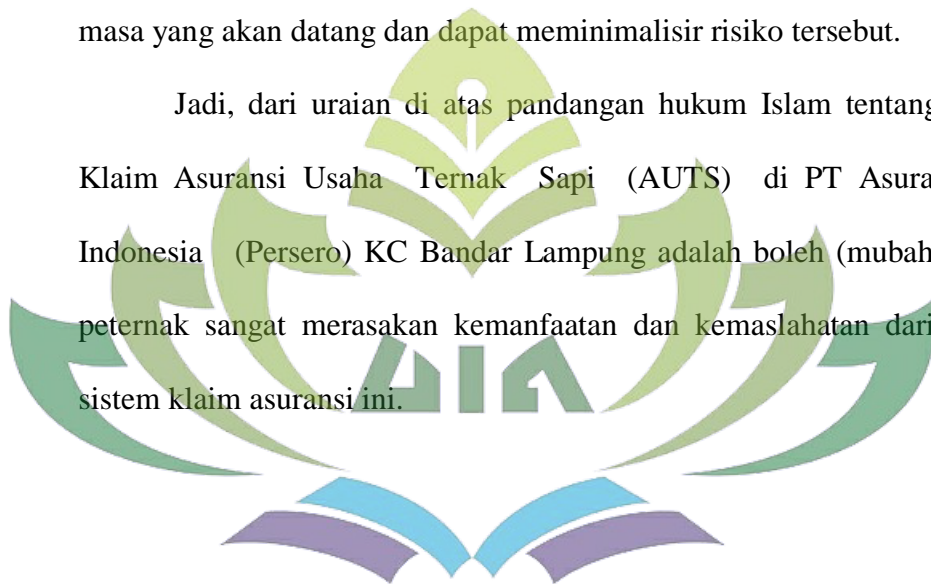 masa yang akan datang dan dapat meminimalisir risiko tersebut.
Jadi, dari uraian di atas pandangan hukum Islam tentang
Klaim Asuransi Usaha Ternak Sapi (AUTS) di PT Asura
Indonesia (Persero) KC Bandar Lampung adalah boleh (mubah
peternak sangat merasakan kemanfaatan dan kemaslahatan dari
sistem klaim asuransi ini.
UIN